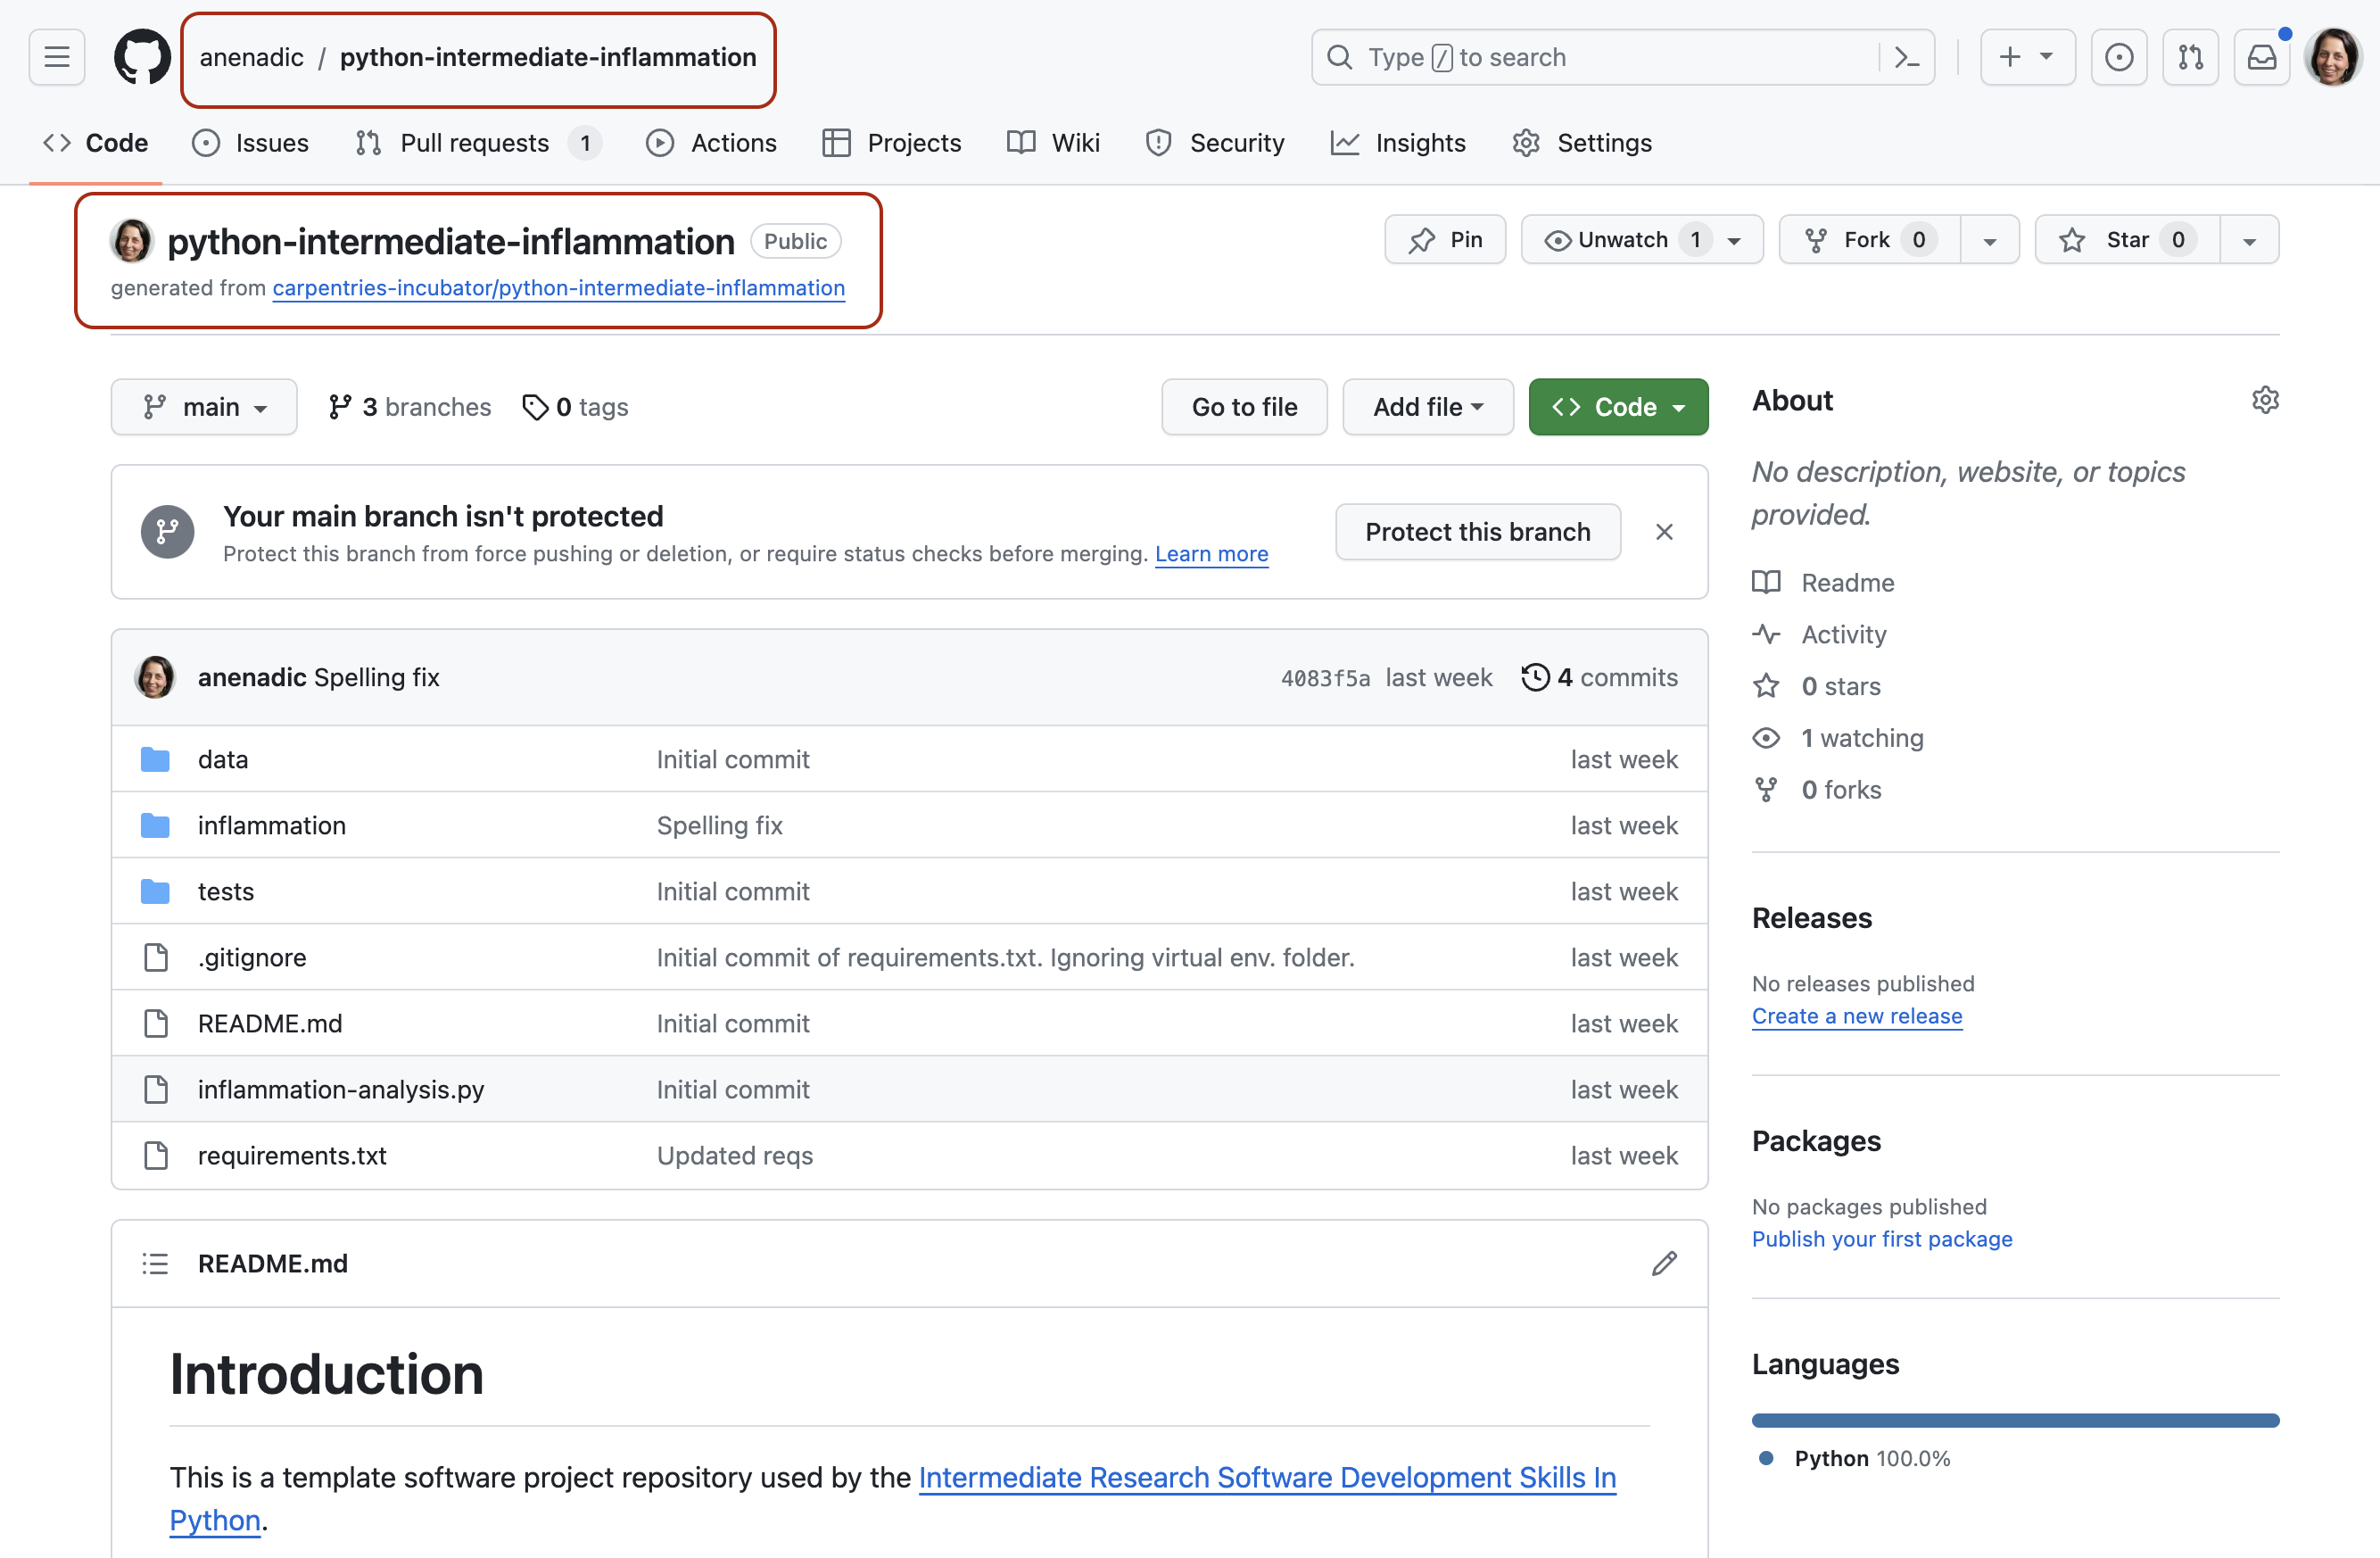 anenadic / python-intermediate-inflammation
Type / to search
Code Issues Pull requests 1 Actions Projects Wiki Security Insights Settings
python-intermediate-inflammation Public
generated from carpentries-incubator/python-intermediate-inflammation
Pin Unwatch 1 Fork 0 Star 0
main 3 branches 0 tags Go to file Add file Code
Your main branch isn't protected
Protect this branch from force pushing or deletion, or require status checks before merging. Learn more
Protect this branch
anenadic Spelling fix 4083f5a last week 4 commits
data Initial commit last week
inflammation Spelling fix last week
tests Initial commit last week
.gitignore Initial commit of requirements.txt. Ignoring virtual env. folder. last week
README.md Initial commit last week
inflammation-analysis.py Initial commit last week
requirements.txt Updated reqs last week
README.md
Introduction
This is a template software project repository used by the Intermediate Research Software Development Skills In
Python.
About
No description, website, or topics
provided.
Readme
Activity
0 stars
1 watching
0 forks
Releases
No releases published
Create a new release
Packages
No packages published
Publish your first package
Languages
Python 100.0%